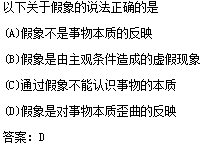 以下关于假象的说法正确的是
(A)假象不是事物本质的反映
(B)假象是由主观条件造成的虚假现象
(C)通过假象不能认识事物的本质
(D)假象是对事物本质歪曲的反映
答案：D